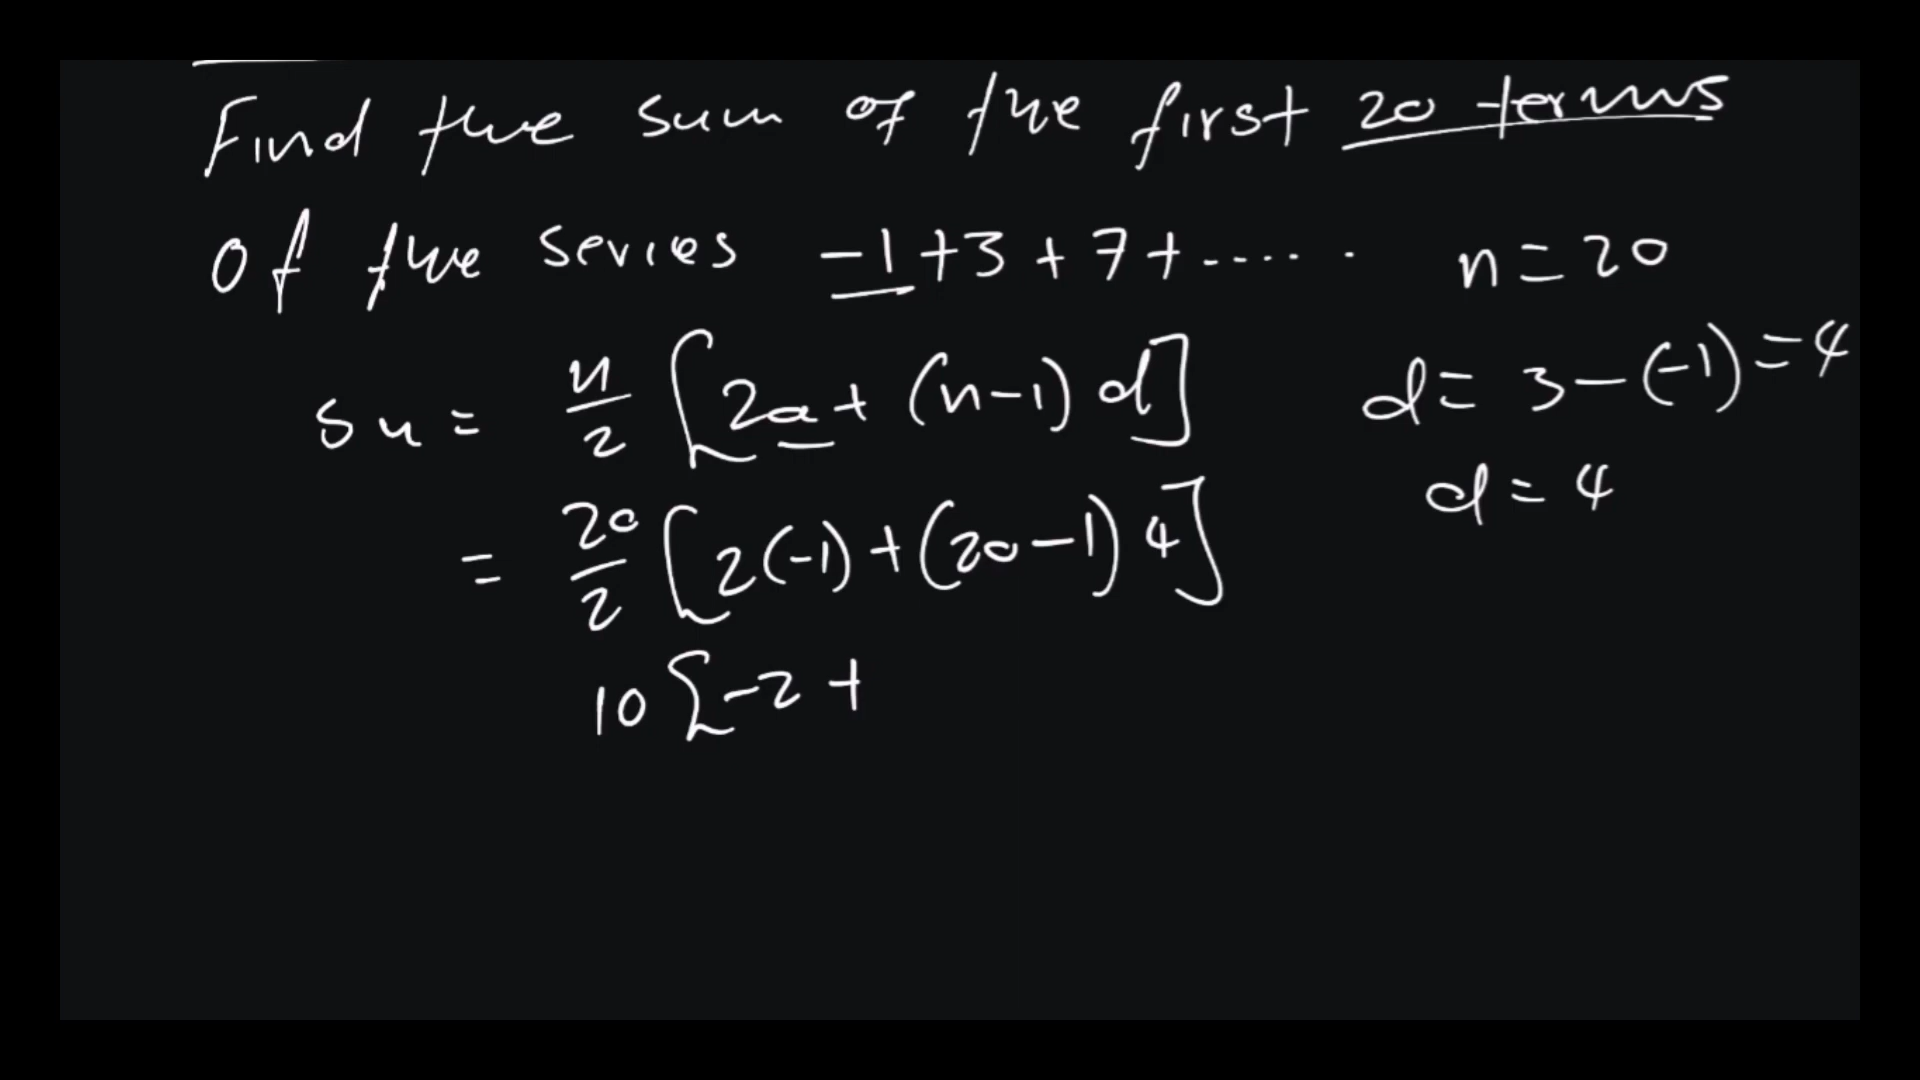 Find the sum of the first 20 terms
of the series -1+3+7+..... n=20
Sn = n/2 [2a+(n-1)d] d= 3-(-1)=4
d=4
= 20/2 [2(-1)+(20-1)4]
10[-2+